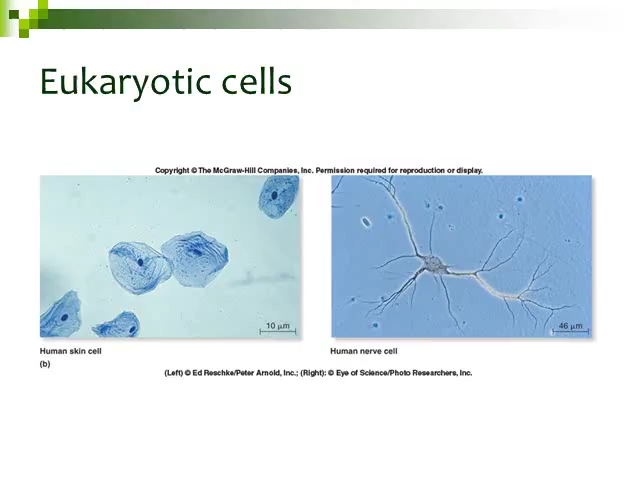 Eukaryotic cells
Copyright © The McGraw-Hill Companies, Inc. Permission required for reproduction or display.
10 µm
46 µm
Human skin cell
Human nerve cell
(b)
(Left) © Ed Reschke/Peter Arnold, Inc.; (Right): © Eye of Science/Photo Researchers, Inc.